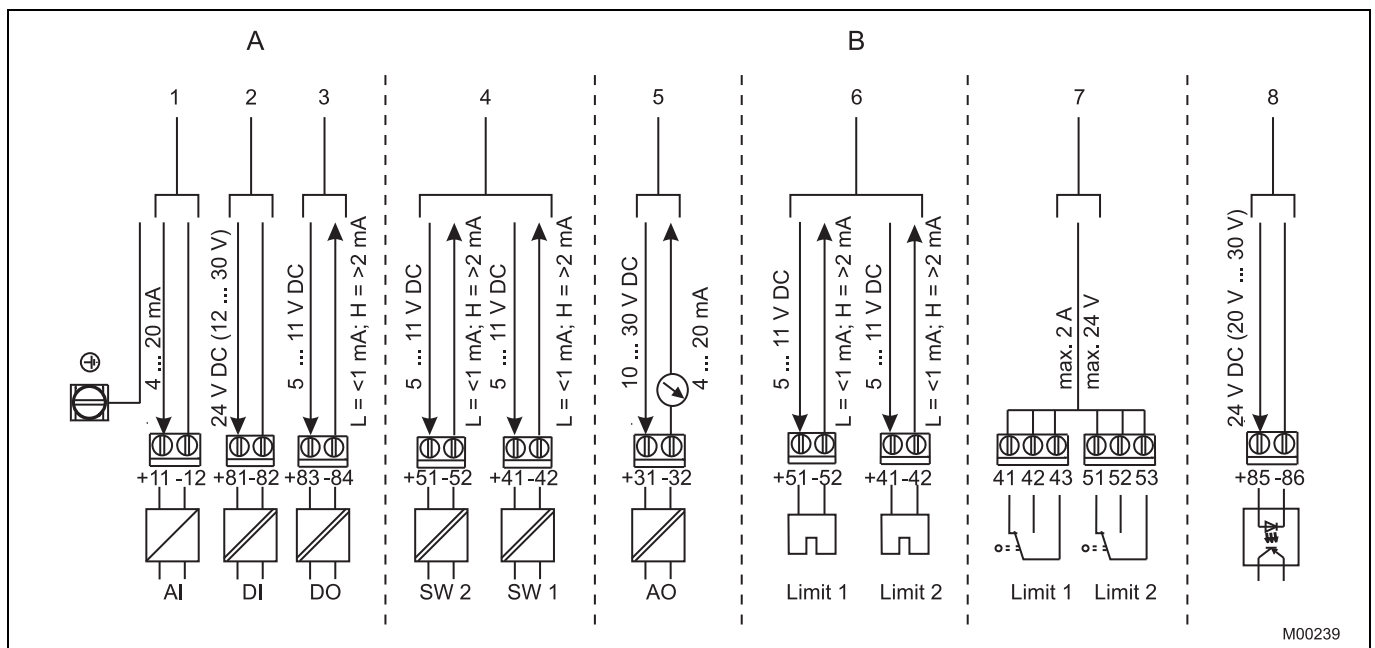 A B
1 2 3 4 5 6 7 8
4 ... 20 mA
24 V DC (12 ... 30 V)
5 ... 11 V DC
L= <1 mA; H = >2 mA
5 ... 11 V DC
L= <1 mA; H = >2 mA
5 ... 11 V DC
L= <1 mA; H = >2 mA
10 ... 30 V DC
4 ... 20 mA
5 ... 11 V DC
L= <1 mA; H = >2 mA
5 ... 11 V DC
L= <1 mA; H = >2 mA
max. 2 A
max. 24 V
24 V DC (20 V ... 30 V)
+11 -12 +81-82 +83 -84 +51-52 +41-42 +31-32 +51-52 +41-42 41 42 43 51 52 53 +85 -86
AI DI DO SW 2 SW 1 AO Limit 1 Limit 2 Limit 1 Limit 2
M00239